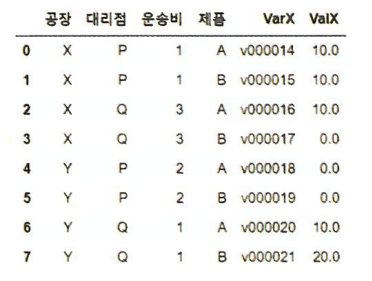 공장 대리점 운송비 제품 VarX ValX
0 X P 1 A v000014 10.0
1 X P 1 B v000015 10.0
2 X Q 3 A v000016 10.0
3 X Q 3 B v000017 0.0
4 Y P 2 A v000018 0.0
5 Y P 2 B v000019 0.0
6 Y Q 1 A v000020 10.0
7 Y Q 1 B v000021 20.0